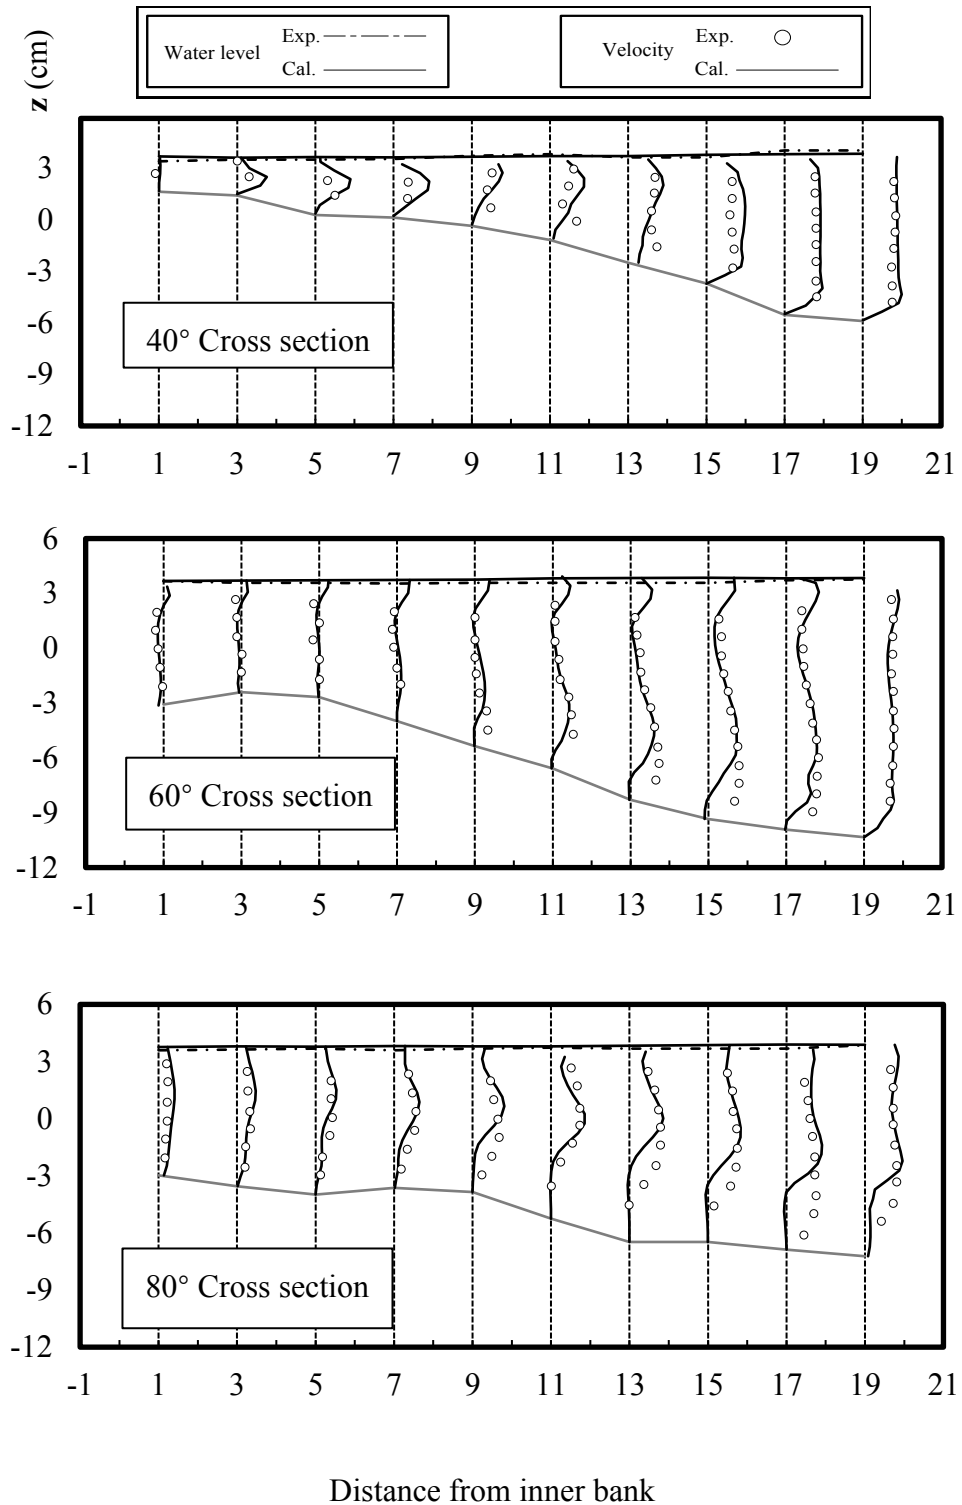 Water level
Exp.
Cal.
Velocity
Exp.
Cal.
z (cm)
3
0
-3
-6
-9
-12
40° Cross section
-1 1 3 5 7 9 11 13 15 17 19 21
6
3
0
-3
-6
-9
-12
60° Cross section
-1 1 3 5 7 9 11 13 15 17 19 21
6
3
0
-3
-6
-9
-12
80° Cross section
-1 1 3 5 7 9 11 13 15 17 19 21
Distance from inner bank